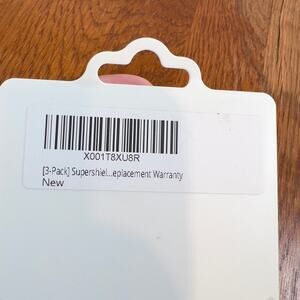 X001T8XU8R
[3-Pack] Supershiel...eplacement Warranty
New